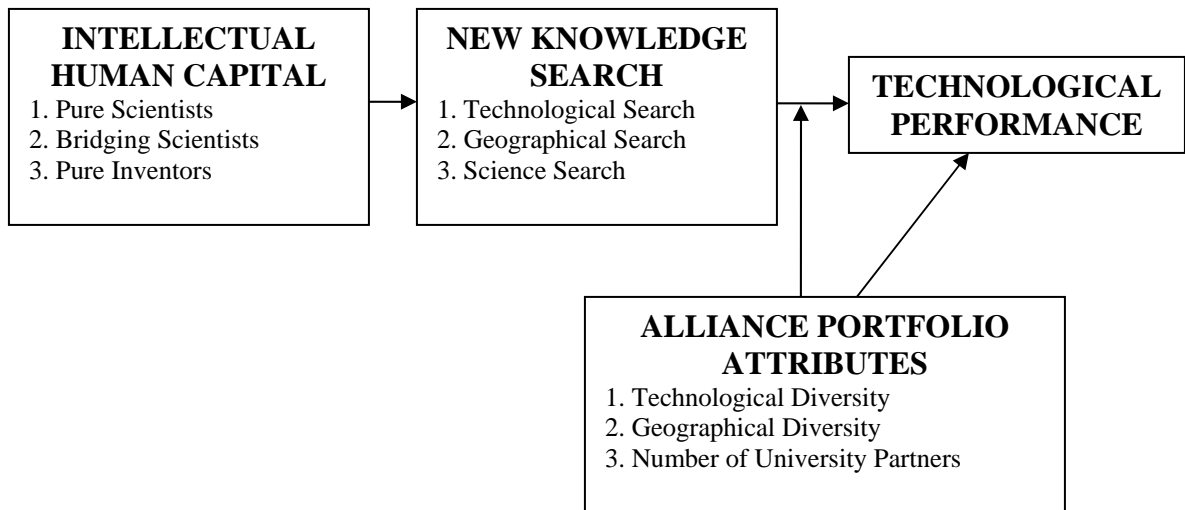 INTELLECTUAL
HUMAN CAPITAL
1. Pure Scientists
2. Bridging Scientists
3. Pure Inventors
NEW KNOWLEDGE
SEARCH
1. Technological Search
2. Geographical Search
3. Science Search
TECHNOLOGICAL
PERFORMANCE
ALLIANCE PORTFOLIO
ATTRIBUTES
1. Technological Diversity
2. Geographical Diversity
3. Number of University Partners